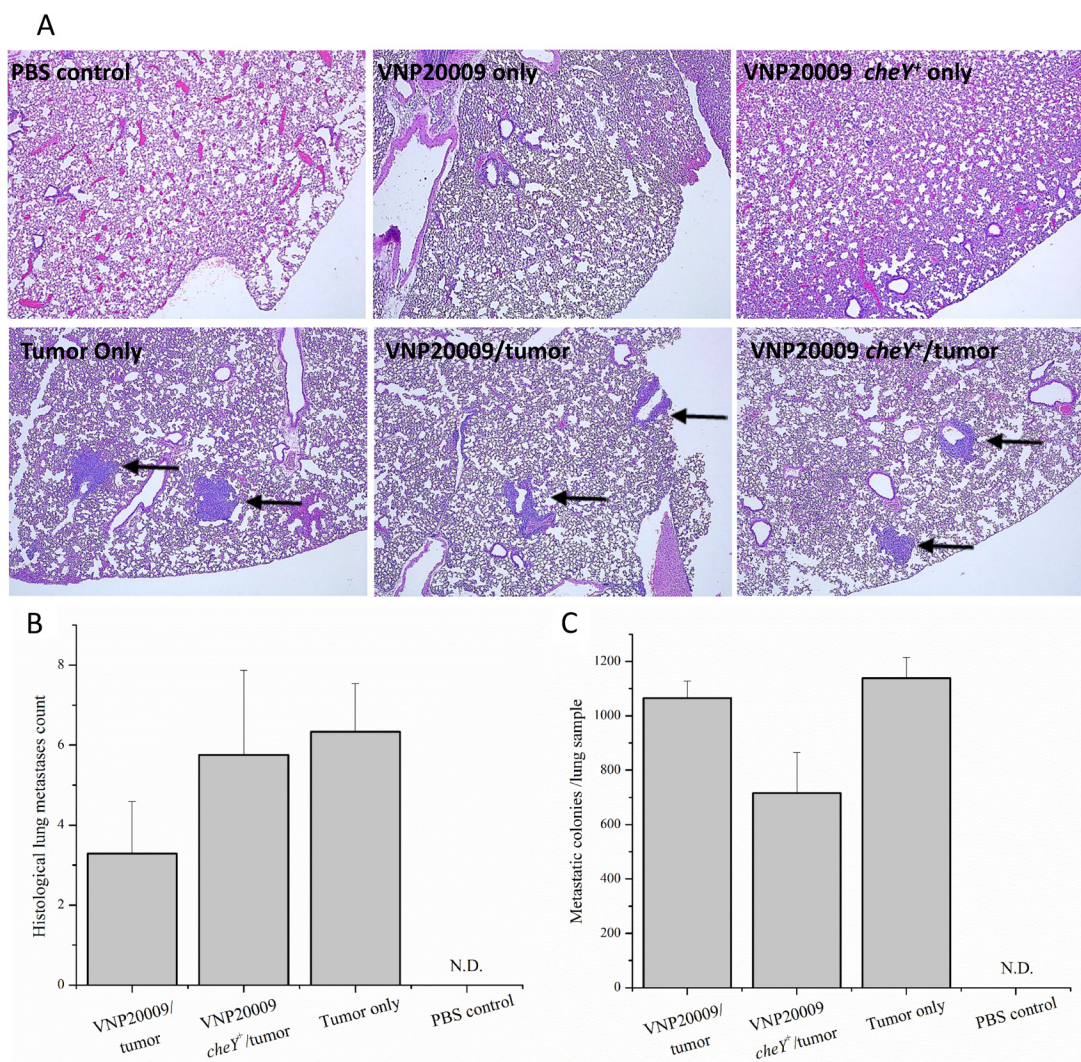 A
PBS control
VNP20009 only
VNP20009 cheY⁺ only
Tumor Only
VNP20009/tumor
VNP20009 cheY⁺/tumor
B
Histological lung metastases count
8
6
4
2
0
N.D.
VNP20009/
tumor
VNP20009
cheY⁺/tumor
Tumor only
PBS control
C
Metastatic colonies /lung sample
1200
1000
800
600
400
200
0
N.D.
VNP20009/
tumor
VNP20009
cheY⁺/tumor
Tumor only
PBS control